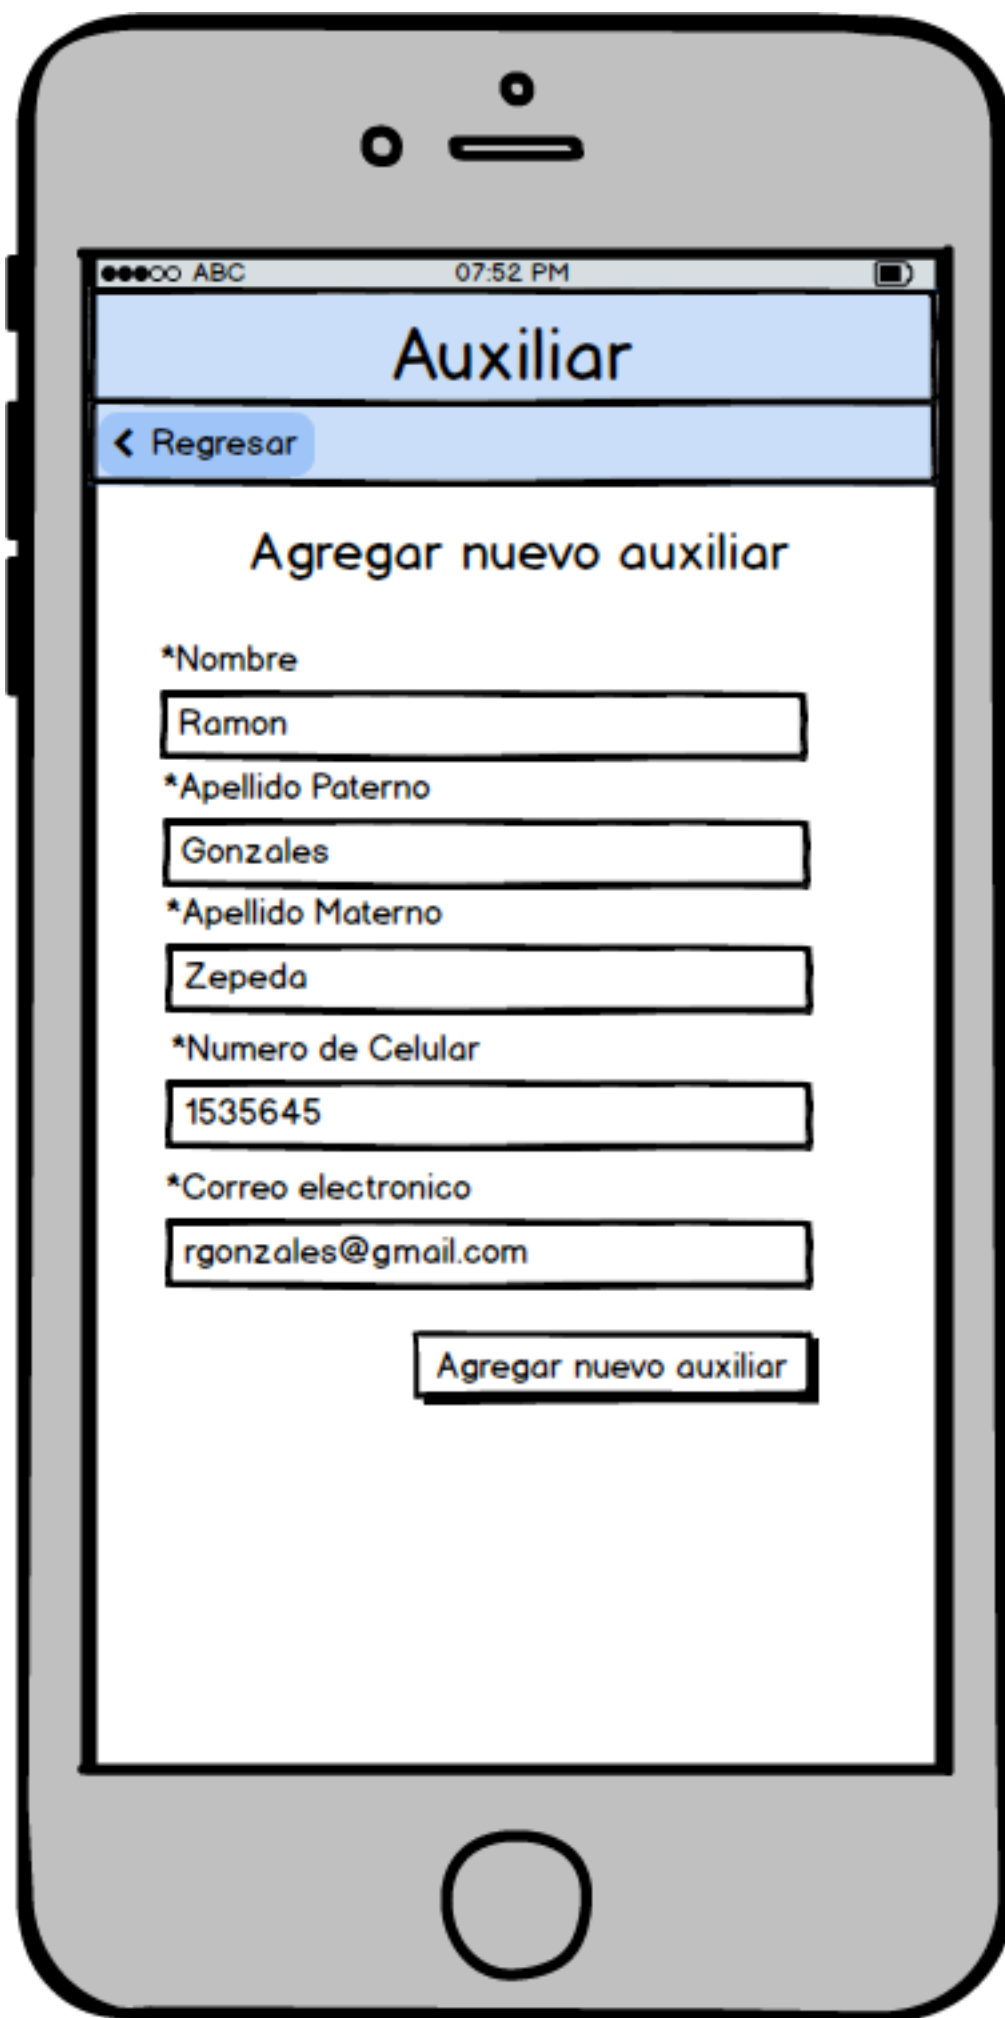 ABC 07:52 PM
Auxiliar
Regresar
Agregar nuevo auxiliar
*Nombre
Ramon
*Apellido Paterno
Gonzales
*Apellido Materno
Zepeda
*Numero de Celular
1535645
*Correo electronico
rgonzales@gmail.com
Agregar nuevo auxiliar